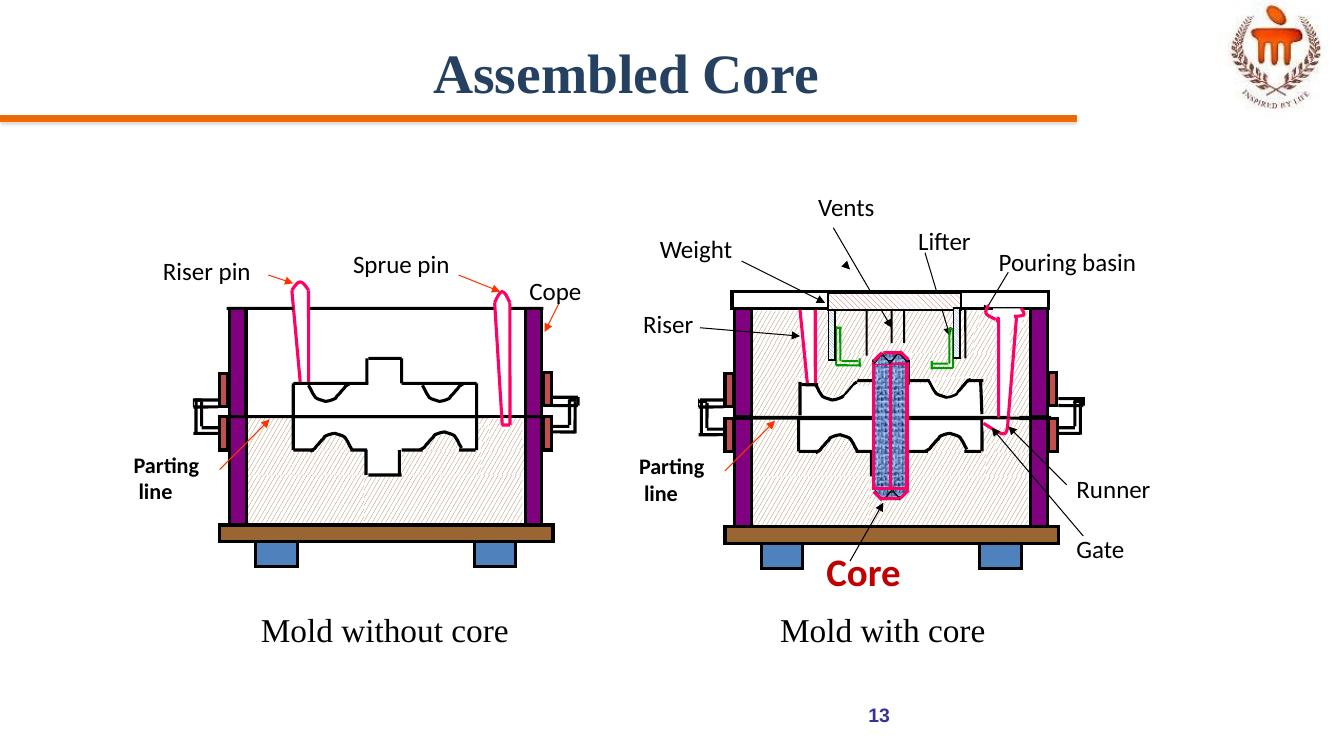 Assembled Core
INSPIRED BY LIFE
Vents
Weight
Lifter
Pouring basin
Riser pin
Sprue pin
Cope
Riser
Parting
line
Parting
line
Runner
Gate
Core
Mold without core
Mold with core
13